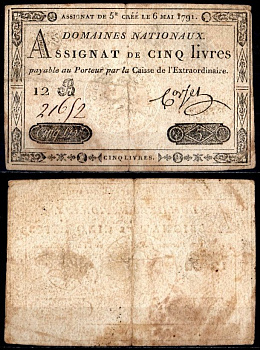 ASSIGNAT DE 5# CRÉÉ LE 6 MAI 1791.
DOMAINES NATIONAUX.
ASSIGNAT DE CINQ livres
payable au Porteur par la Caisse de l'Extraordinaire.
12
21652
Corsel
5
CINQ LIVRES.